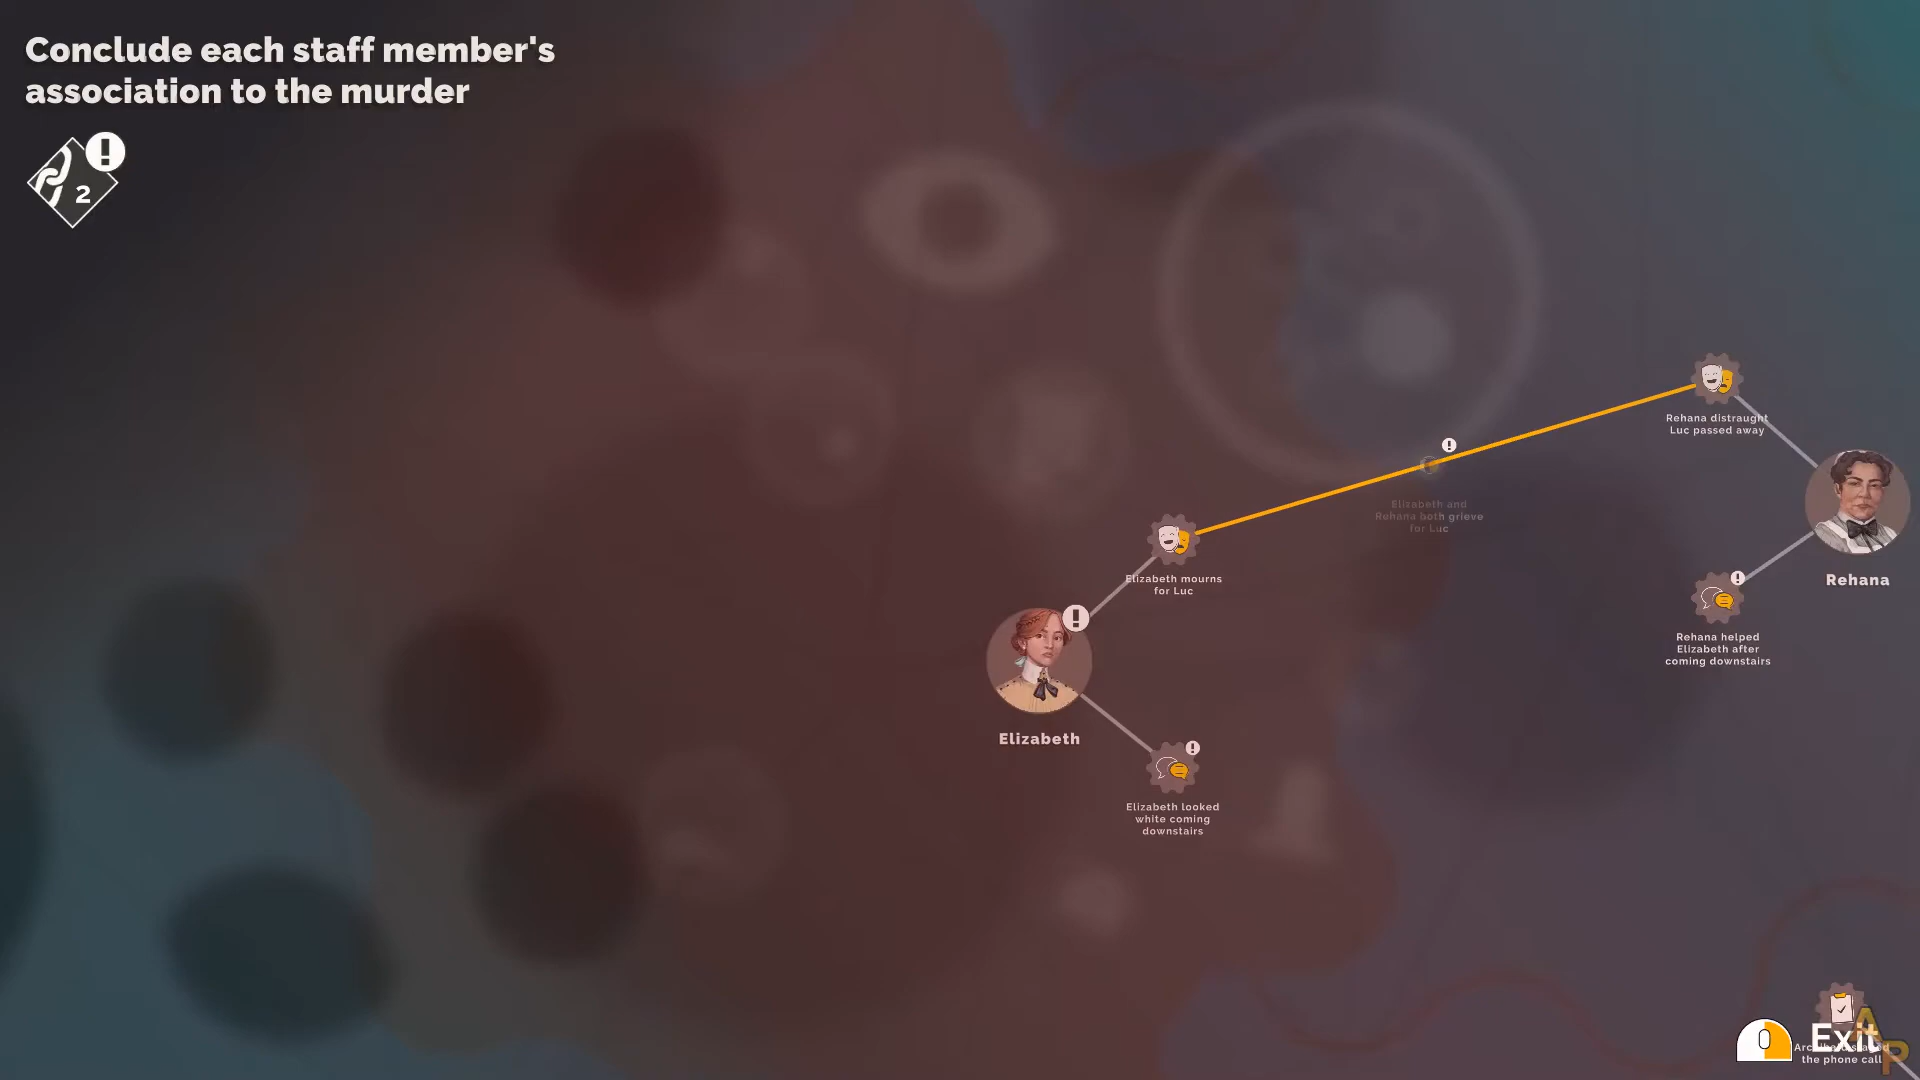 Conclude each staff member's
association to the murder
2
Rehana distraught
Luc passed away
Elizabeth and
Rehana both grieve
for Luc
Elizabeth mourns
for Luc
Rehana
Rehana helped
Elizabeth after
coming downstairs
Elizabeth
Elizabeth looked
white coming
downstairs
Exit
the phone call